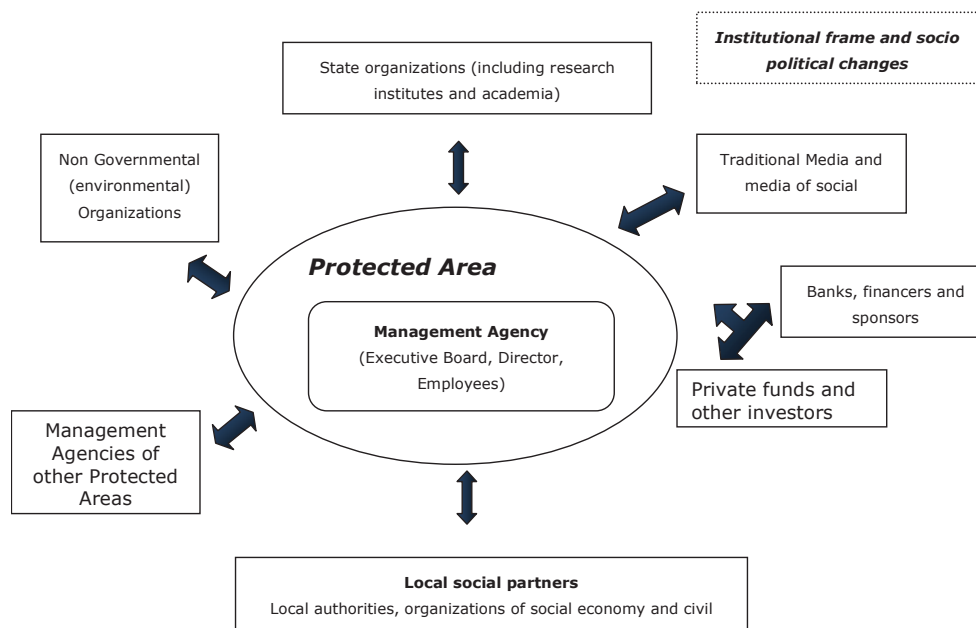 Institutional frame and socio
political changes
State organizations (including research
institutes and academia)
Non Governmental
(environmental)
Organizations
Traditional Media and
media of social
Protected Area
Banks, financers and
sponsors
Management Agency
(Executive Board, Director,
Employees)
Private funds and
other investors
Management
Agencies of
other Protected
Areas
Local social partners
Local authorities, organizations of social economy and civil